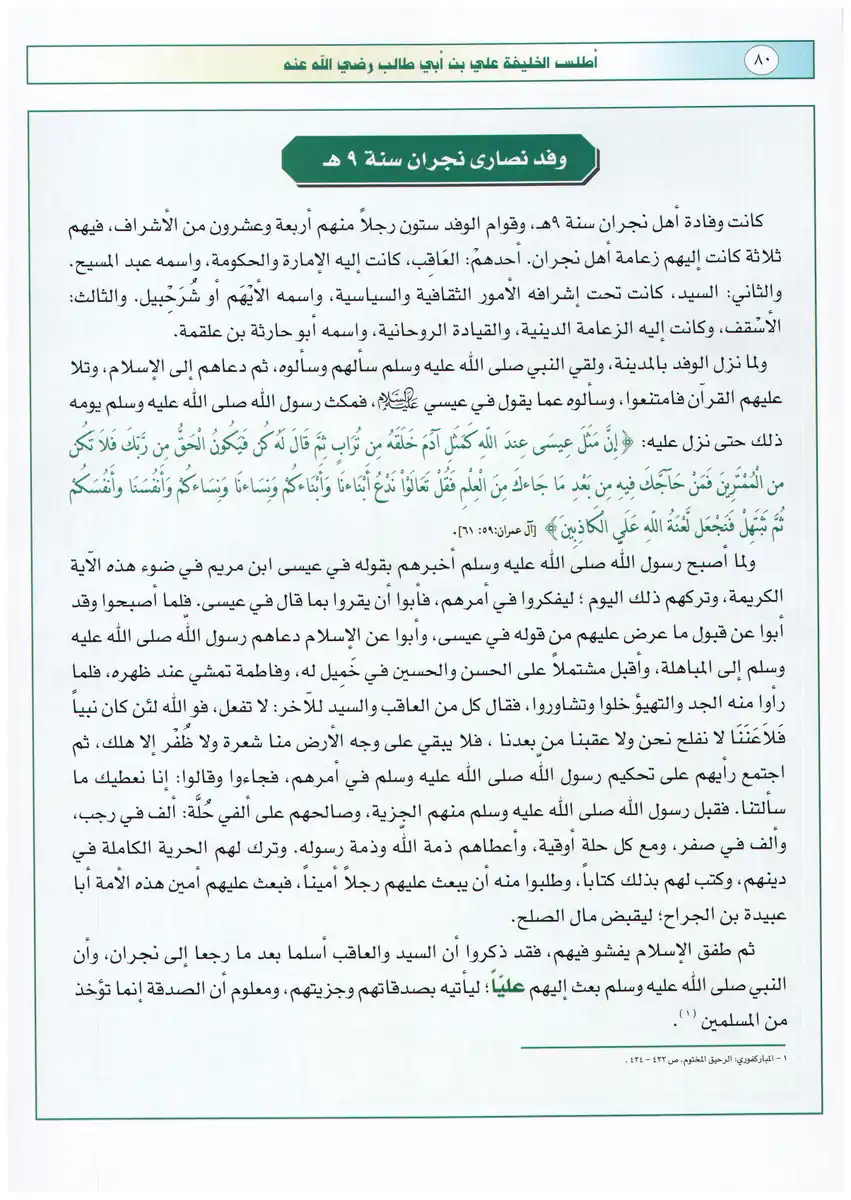 ٨٠
أطلس الخليفة علي بن أبي طالب رضي الله عنه
وفد نصارى نجران سنة ٩ هـ
كانت وفادة أهل نجران سنة ٩هـ، وقوام الوفد ستون رجلاً منهم أربعة وعشرون من الأشراف، فيهم
ثلاثة كانت إليهم زعامة أهل نجران. أحدهمْ: العَاقِب، كانت إليه الإمارة والحكومة، واسمه عبد المسيح.
والثاني: السيد، كانت تحت إشرافه الأمور الثقافية والسياسية، واسمه الأيْهَم أو شُرَحْبِيل. والثالث:
الأسْقف، وكانت إليه الزعامة الدينية، والقيادة الروحانية، واسمه أبو حارثة بن علقمة.
ولما نزل الوفد بالمدينة، ولقي النبي صلى الله عليه وسلم سألهم وسألوه، ثم دعاهم إلى الإسلام، وتلا
عليهم القرآن فامتنعوا، وسألوه عما يقول في عيسى عليه السلام، فمكث رسول الله صلى الله عليه وسلم يومه
ذلك حتى نزل عليه: ﴿إِنَّ مَثَلَ عِيسَى عِندَ اللّهِ كَمَثَلِ آدَمَ خَلَقَهُ مِن تُرَابٍ ثِمَّ قَالَ لَهُ كُن فَيَكُونُ الْحَقُّ مِن رَّبِّكَ فَلاَ تَكُن
مِن الْمُمْتَرِينَ فَمَنْ حَآجَّكَ فِيهِ مِن بَعْدِ مَا جَاءكَ مِنَ الْعِلْمِ فَقُلْ تَعَالَوْاْ نَدْعُ أَبْنَاءنَا وَأَبْنَاءكُمْ وَنِسَاءنَا وَنِسَاءكُمْ وَأَنفُسَنَا وأَنفُسَكُمْ
ثُمَّ نَبْتَهِلْ فَنَجْعَل لَّعْنَةُ اللّهِ عَلَى الْكَاذِبِينَ﴾ [آل عمران:٥٩: ٦١].
ولما أصبح رسول الله صلى الله عليه وسلم أخبرهم بقوله في عيسى ابن مريم في ضوء هذه الآية
الكريمة، وتركهم ذلك اليوم ؛ ليفكروا في أمرهم، فأبوا أن يقروا بما قال في عيسى. فلما أصبحوا وقد
أبوا عن قبول ما عرض عليهم من قوله في عيسى، وأبوا عن الإسلام دعاهم رسول الله صلى الله عليه
وسلم إلى المباهلة، وأقبل مشتملاً على الحسن والحسين في خَمِيل له، وفاطمة تمشي عند ظهره، فلما
رأوا منه الجد والتهيؤ خلوا وتشاوروا، فقال كل من العاقب والسيد للآخر: لا تفعل، فو الله لئن كان نبياً
فَلاَعَنَنَا لا نفلح نحن ولا عقبنا من بعدنا ، فلا يبقي على وجه الأرض منا شعرة ولا ظُفْر إلا هلك، ثم
اجتمع رأيهم على تحكيم رسول الله صلى الله عليه وسلم في أمرهم، فجاءوا وقالوا: إنا نعطيك ما
سألتنا. فقبل رسول الله صلى الله عليه وسلم منهم الجزية، وصالحهم على ألفي حُلَّة: ألف في رجب،
وألف في صفر، ومع كل حلة أوقية، وأعطاهم ذمة الله وذمة رسوله. وترك لهم الحرية الكاملة في
دينهم، وكتب لهم بذلك كتاباً، وطلبوا منه أن يبعث عليهم رجلاً أميناً، فبعث عليهم أمين هذه الأمة أبا
عبيدة بن الجراح؛ ليقبض مال الصلح.
ثم طفق الإسلام يفشو فيهم، فقد ذكروا أن السيد والعاقب أسلما بعد ما رجعا إلى نجران، وأن
النبي صلى الله عليه وسلم بعث إليهم عليّاً؛ ليأتيه بصدقاتهم وجزيتهم، ومعلوم أن الصدقة إنما تؤخذ
من المسلمين (١).
١ - المباركفوري: الرحيق المختوم، ص ٤٣٣ - ٤٣٤ .